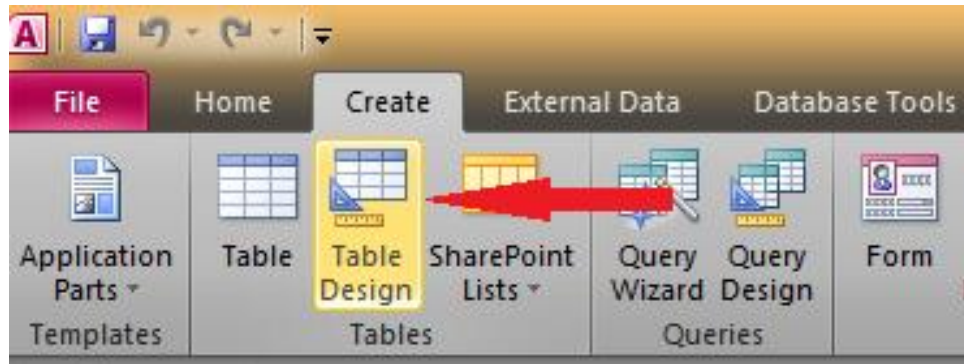 A
File Home Create External Data Database Tools
Application Parts Table Table Design SharePoint Lists Query Wizard Query Design Form
Templates Tables Queries